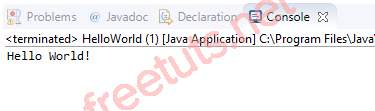 Problems @ Javadoc Declaration Console
<terminated> HelloWorld (1) [Java Application] C:\Program Files\Java\
Hello World!
freetuts.net